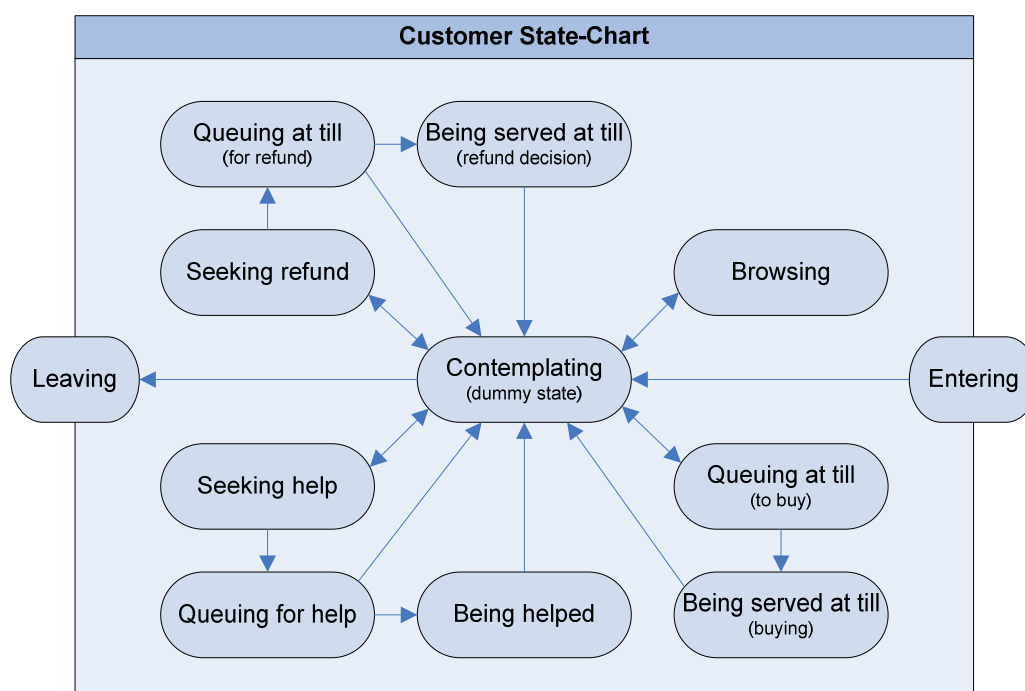 Customer State-Chart
Queuing at till
(for refund)
Being served at till
(refund decision)
Seeking refund
Browsing
Leaving
Contemplating
(dummy state)
Entering
Seeking help
Queuing at till
(to buy)
Queuing for help
Being helped
Being served at till
(buying)